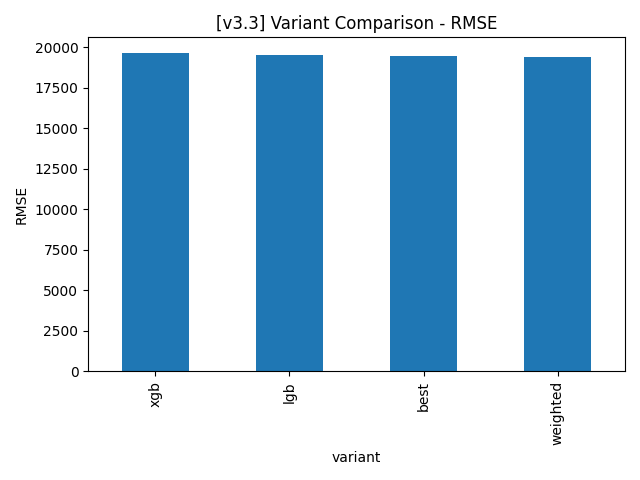 [v3.3] Variant Comparison - RMSE
20000
17500
15000
12500
10000
7500
5000
2500
0
RMSE
xgb
lgb
best
weighted
variant